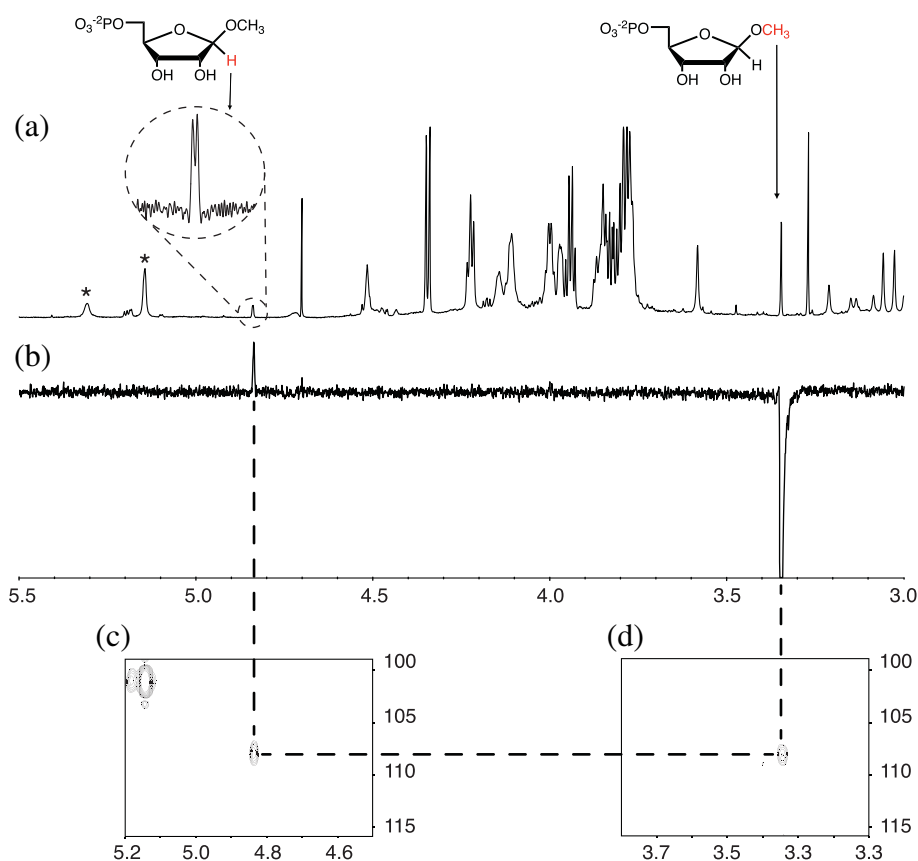 O₃⁻²PO O OCH₃ O₃⁻²PO O OCH₃
OH OH H OH OH H
(a)
* *
(b)
5.5 5.0 4.5 4.0 3.5 3.0
(c) (d)
100 100
105 105
110 110
115 115
5.2 5.0 4.8 4.6 3.7 3.3 3.3